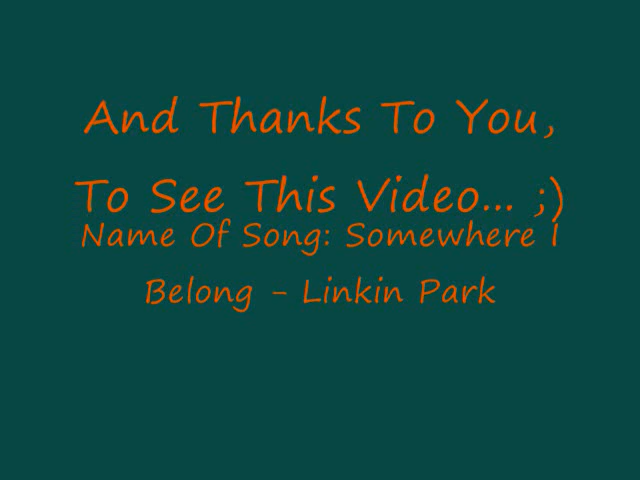 And Thanks To You,
To See This Video... ;)
Name Of Song: Somewhere I
Belong - Linkin Park